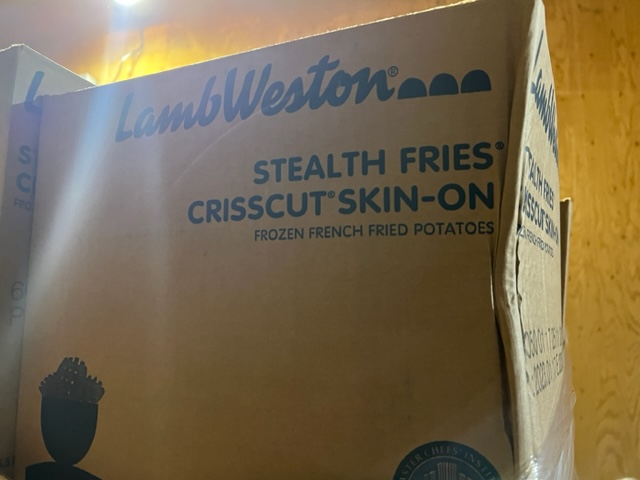 LambWeston®
STEALTH FRIES®
CRISSCUT® SKIN-ON
FROZEN FRENCH FRIED POTATOES